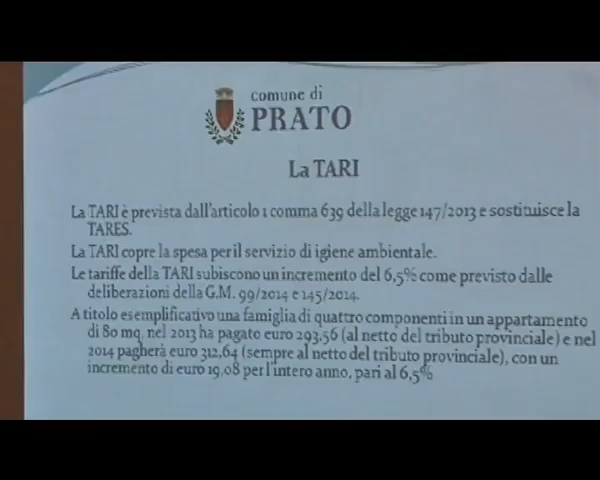 comune di
PRATO
La TARI
La TARI è prevista dall'articolo 1 comma 639 della legge 147/2013 e sostituisce la
TARES.
La TARI copre la spesa per il servizio di igiene ambientale.
Le tariffe della TARI subiscono un incremento del 6,5% come previsto dalle
deliberazioni della G.M. 99/2014 e 145/2014.
A titolo esemplificativo una famiglia di quattro componenti in un appartamento
di 80 mq. nel 2013 ha pagato euro 293,56 (al netto del tributo provinciale) e nel
2014 pagherà euro 312,64 (sempre al netto del tributo provinciale), con un
incremento di euro 19,08 per l'intero anno, pari al 6,5%